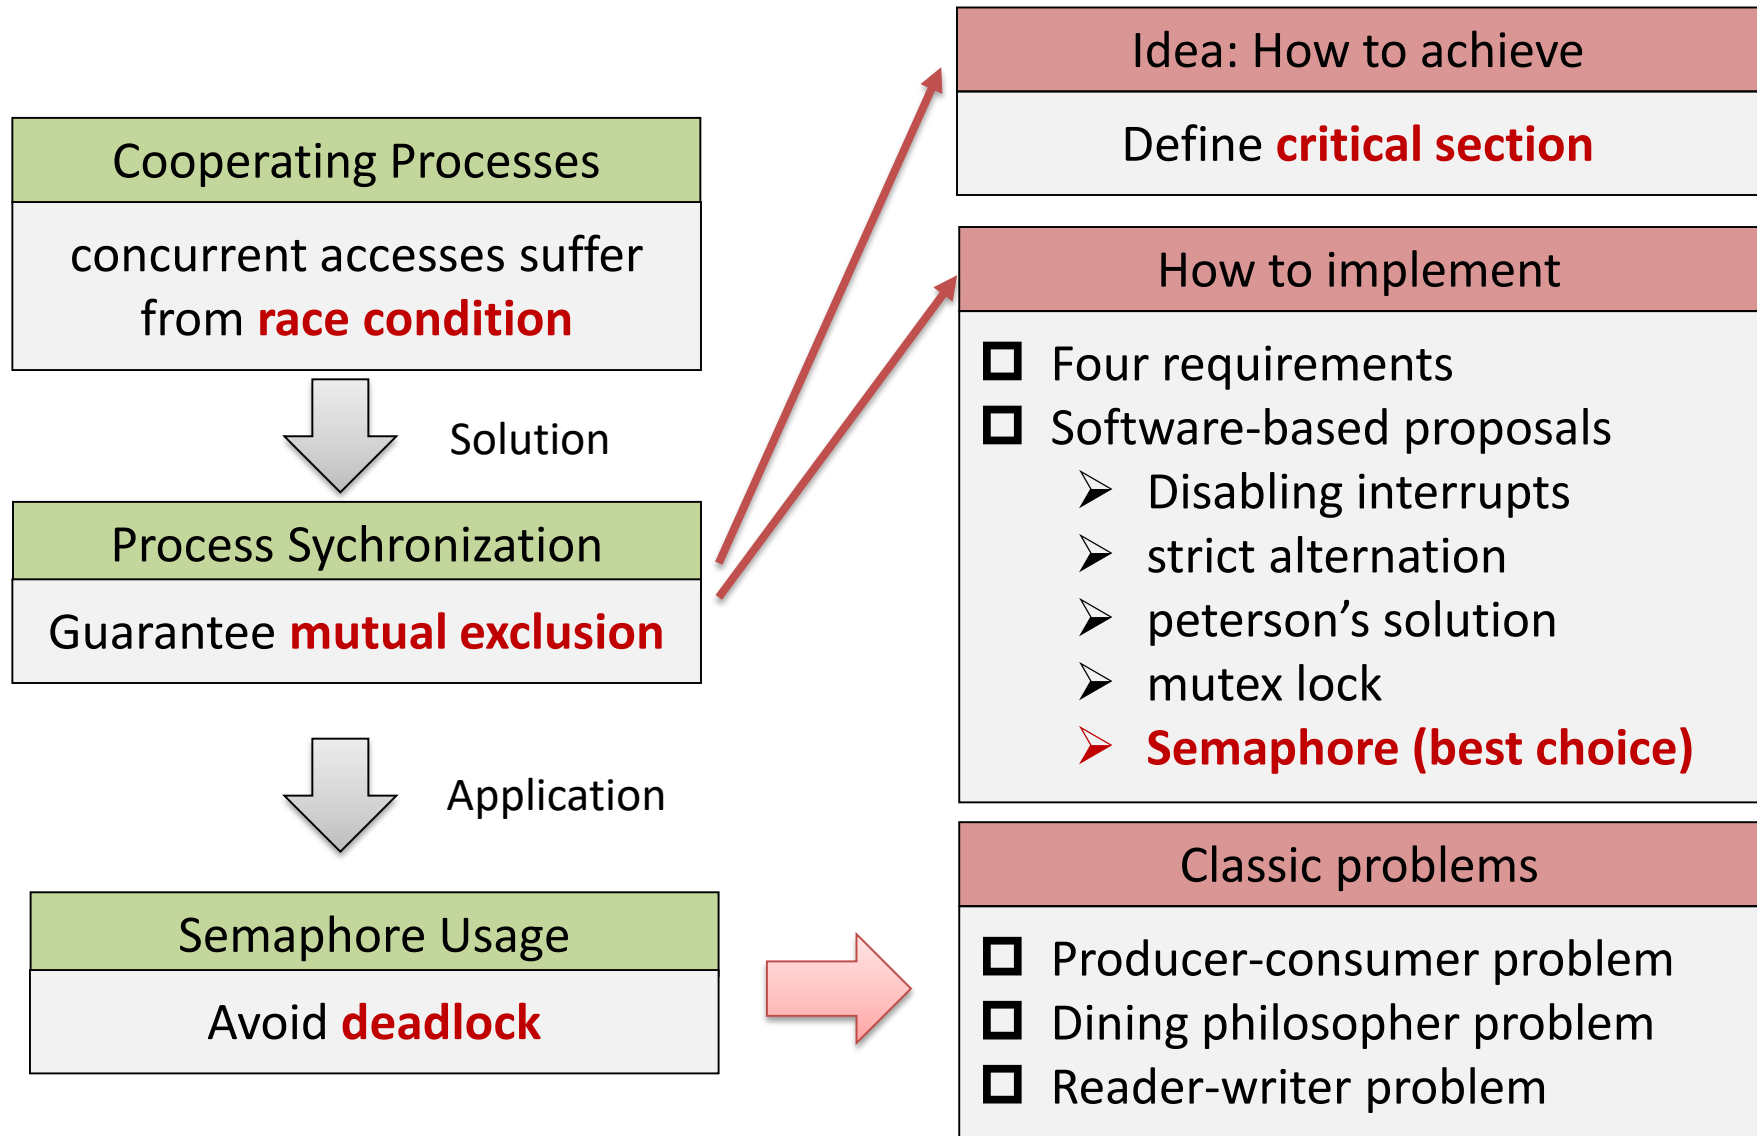 Cooperating Processes
concurrent accesses suffer
from race condition
Solution
Process Sychronization
Guarantee mutual exclusion
Application
Semaphore Usage
Avoid deadlock
Idea: How to achieve
Define critical section
How to implement
Four requirements
Software-based proposals
Disabling interrupts
strict alternation
peterson’s solution
mutex lock
Semaphore (best choice)
Classic problems
Producer-consumer problem
Dining philosopher problem
Reader-writer problem